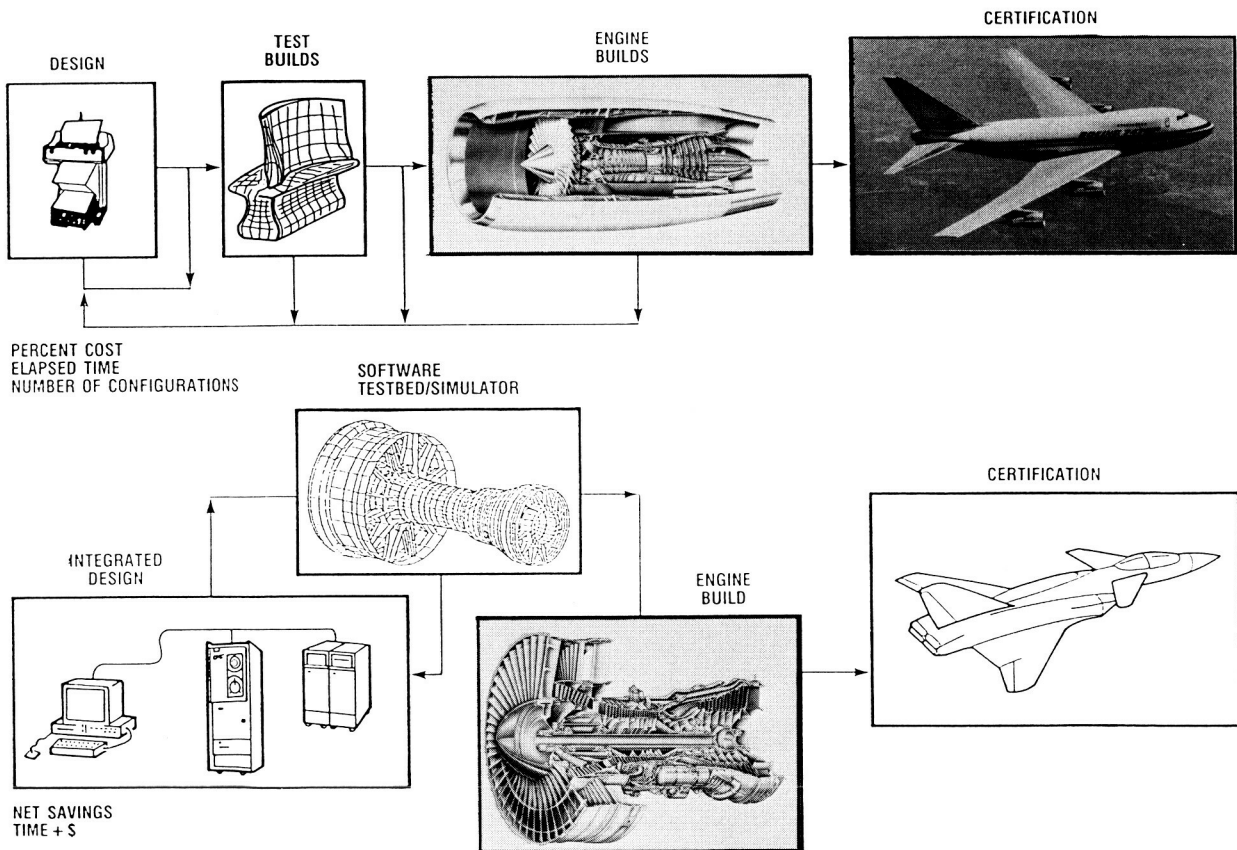 DESIGN
TEST
BUILDS
ENGINE
BUILDS
CERTIFICATION
PERCENT COST
ELAPSED TIME
NUMBER OF CONFIGURATIONS
SOFTWARE
TESTBED/SIMULATOR
INTEGRATED
DESIGN
ENGINE
BUILD
CERTIFICATION
NET SAVINGS
TIME + $